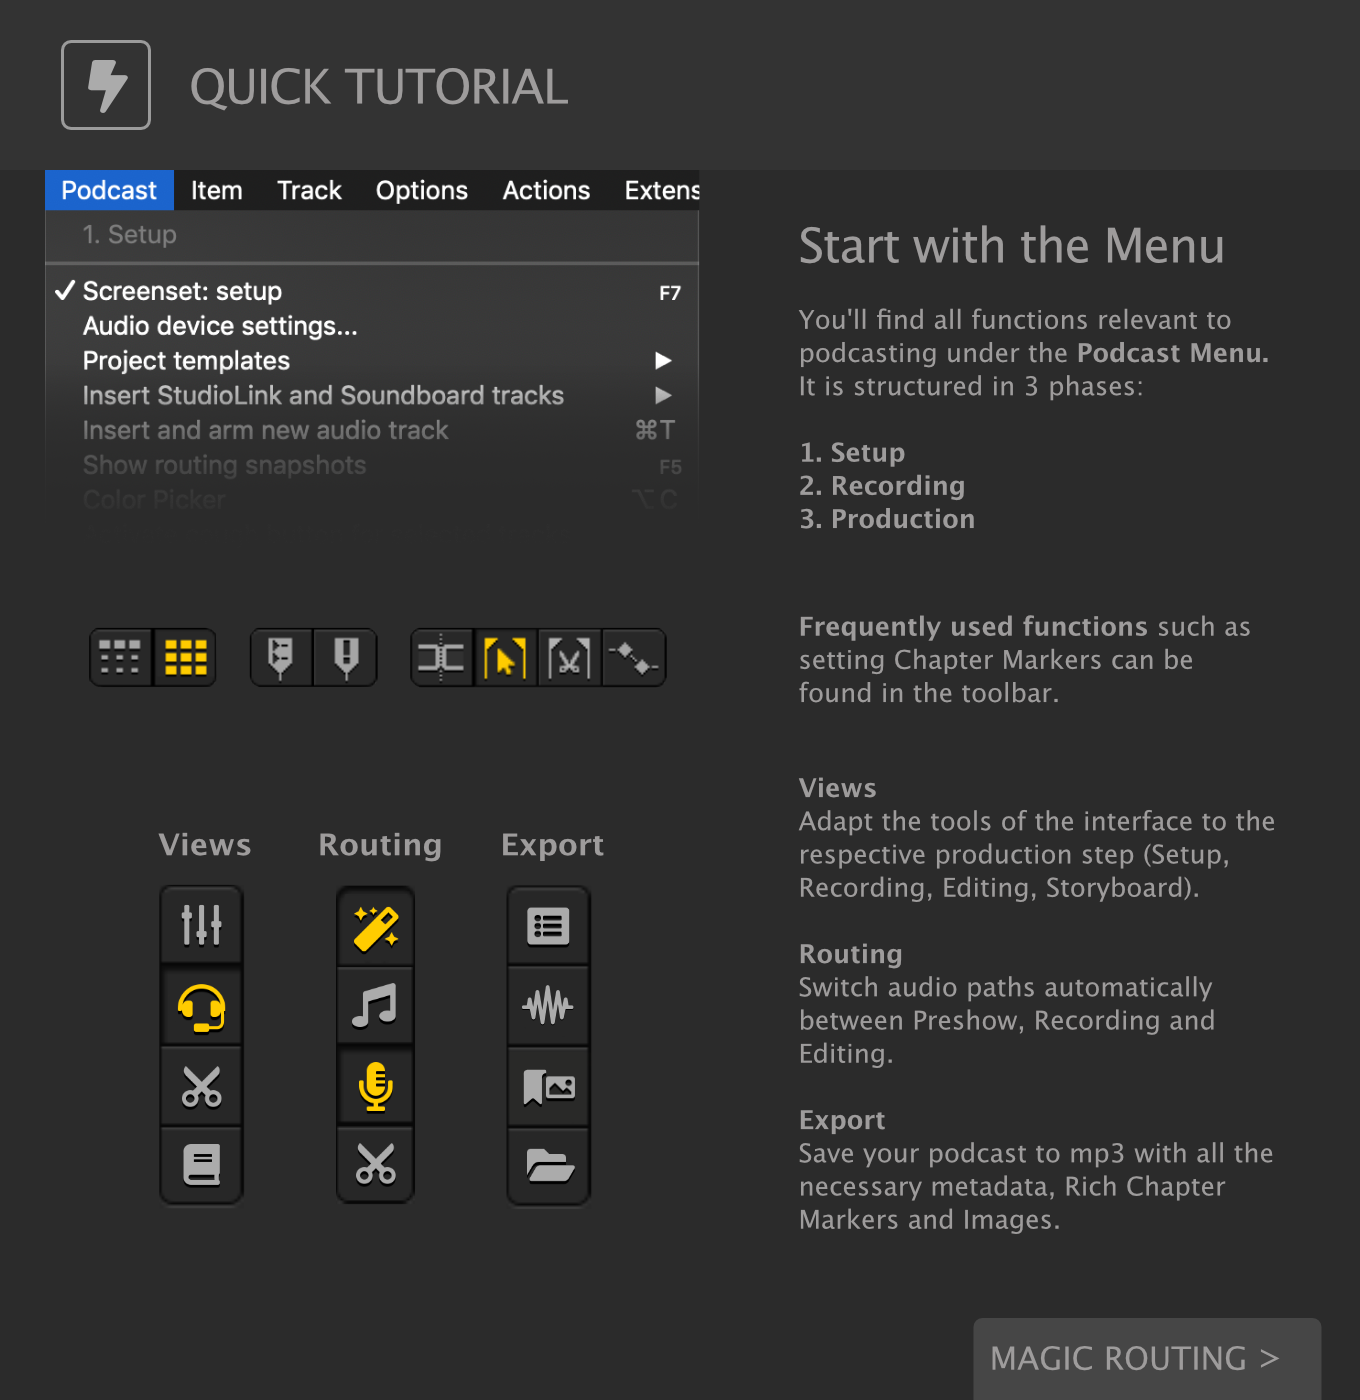 QUICK TUTORIAL
Podcast Item Track Options Actions Extens
1. Setup
✓ Screenset: setup F7
Audio device settings...
Project templates ▶
Insert StudioLink and Soundboard tracks ▶
Insert and arm new audio track ⌘T
Show routing snapshots F5
Color Picker ⌥C
Start with the Menu
You'll find all functions relevant to
podcasting under the Podcast Menu.
It is structured in 3 phases:
1. Setup
2. Recording
3. Production
Frequently used functions such as
setting Chapter Markers can be
found in the toolbar.
Views Routing Export
Views
Adapt the tools of the interface to the
respective production step (Setup,
Recording, Editing, Storyboard).
Routing
Switch audio paths automatically
between Preshow, Recording and
Editing.
Export
Save your podcast to mp3 with all the
necessary metadata, Rich Chapter
Markers and Images.
MAGIC ROUTING >